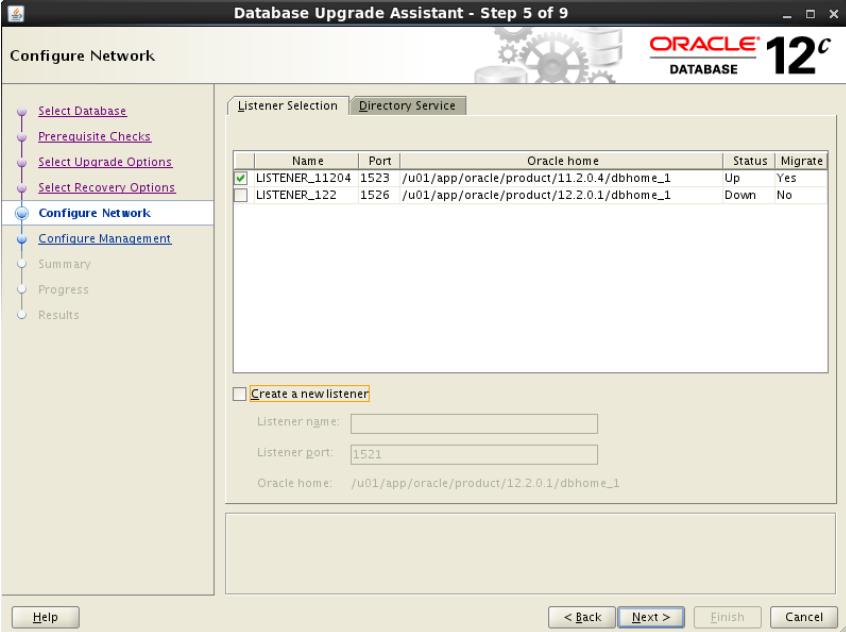 Database Upgrade Assistant - Step 5 of 9
Configure Network
ORACLE
DATABASE
12c
Select Database
Prerequisite Checks
Select Upgrade Options
Select Recovery Options
Configure Network
Configure Management
Summary
Progress
Results
Listener Selection Directory Service
Name Port Oracle home Status Migrate
LISTENER_11204 1523 /u01/app/oracle/product/11.2.0.4/dbhome_1 Up Yes
LISTENER_122 1526 /u01/app/oracle/product/12.2.0.1/dbhome_1 Down No
Create a new listener
Listener name:
Listener port: 1521
Oracle home: /u01/app/oracle/product/12.2.0.1/dbhome_1
Help < Back Next > Finish Cancel